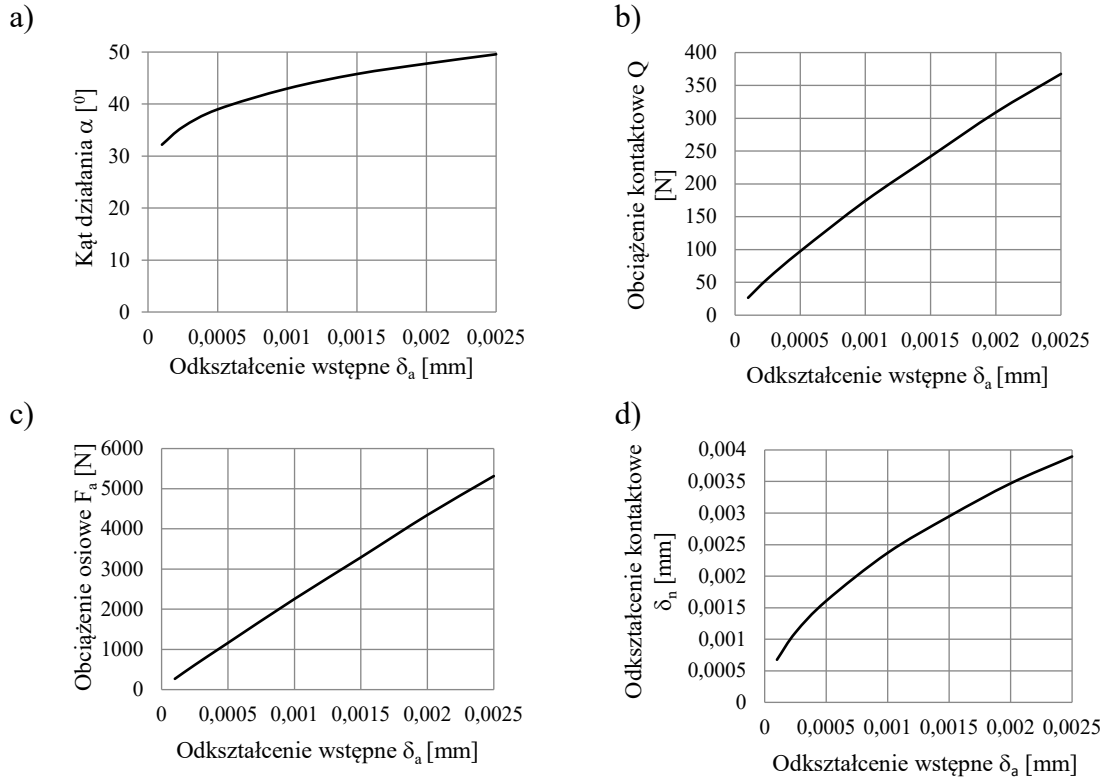 a)
50
40
30
20
10
0
0 0,0005 0,001 0,0015 0,002 0,0025
Kąt działania α [⁰]
Odkształcenie wstępne δₐ [mm]
b)
400
350
300
250
200
150
100
50
0
0 0,0005 0,001 0,0015 0,002 0,0025
Obciążenie kontaktowe Q
[N]
Odkształcenie wstępne δₐ [mm]
c)
6000
5000
4000
3000
2000
1000
0
0 0,0005 0,001 0,0015 0,002 0,0025
Obciążenie osiowe Fₐ [N]
Odkształcenie wstępne δₐ [mm]
d)
0,004
0,0035
0,003
0,0025
0,002
0,0015
0,001
0,0005
0
0 0,0005 0,001 0,0015 0,002 0,0025
Odkształcenie kontaktowe
δₙ [mm]
Odkształcenie wstępne δₐ [mm]